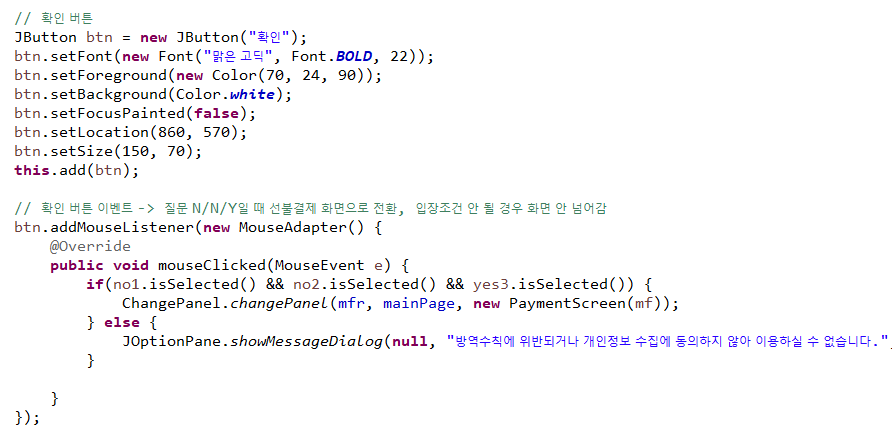 // 확인 버튼
JButton btn = new JButton("확인");
btn.setFont(new Font("맑은 고딕", Font.BOLD, 22));
btn.setForeground(new Color(70, 24, 90));
btn.setBackground(Color.white);
btn.setFocusPainted(false);
btn.setLocation(860, 570);
btn.setSize(150, 70);
this.add(btn);
// 확인 버튼 이벤트 -> 질문 N/N/Y일 때 선불결제 화면으로 전환, 입장조건 안 될 경우 화면 안 넘어감
btn.addMouseListener(new MouseAdapter() {
@Override
public void mouseClicked(MouseEvent e) {
if(no1.isSelected() && no2.isSelected() && yes3.isSelected()) {
ChangePanel.changePanel(mfr, mainPage, new PaymentScreen(mf));
} else {
JOptionPane.showMessageDialog(null, "방역수칙에 위반되거나 개인정보 수집에 동의하지 않아 이용하실 수 없습니다."
}
}
});